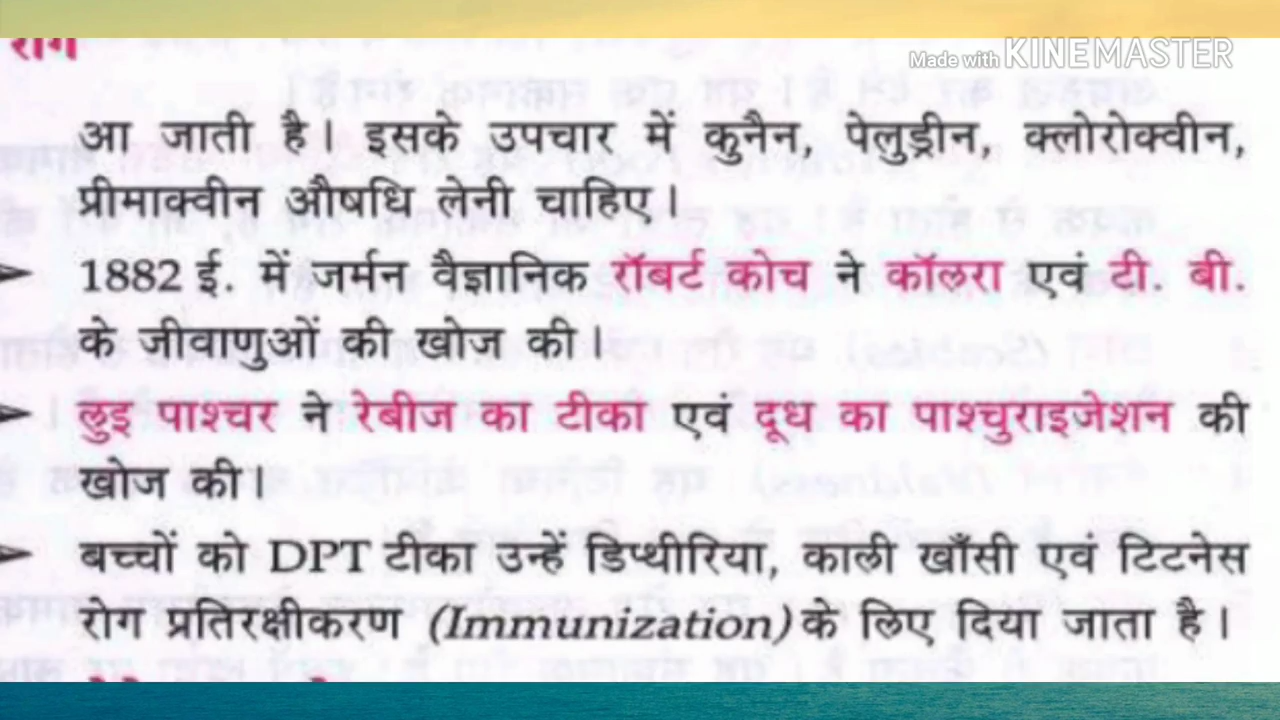 रोग
Made with KINEMASTER
आ जाती है। इसके उपचार में कुनैन, पेलुड्रीन, क्लोरोक्वीन,
प्रीमाक्वीन औषधि लेनी चाहिए।
1882 ई. में जर्मन वैज्ञानिक रॉबर्ट कोच ने कॉलरा एवं टी. बी.
के जीवाणुओं की खोज की।
लुइ पाश्चर ने रेबीज का टीका एवं दूध का पाश्चुराइजेशन की
खोज की।
बच्चों को DPT टीका उन्हें डिप्थीरिया, काली खाँसी एवं टिटनेस
रोग प्रतिरक्षीकरण (Immunization) के लिए दिया जाता है।